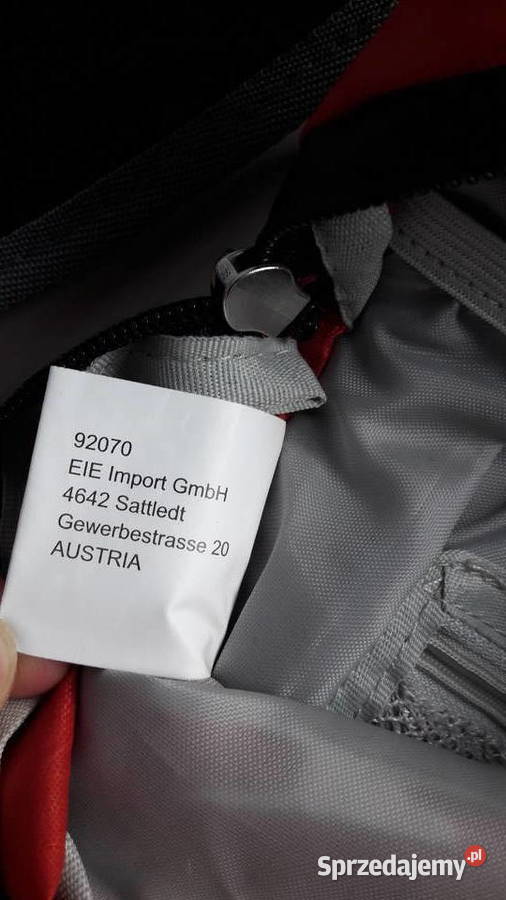 92070
EIE Import GmbH
4642 Sattledt
Gewerbestrasse 20
AUSTRIA
Sprzedajemy.pl